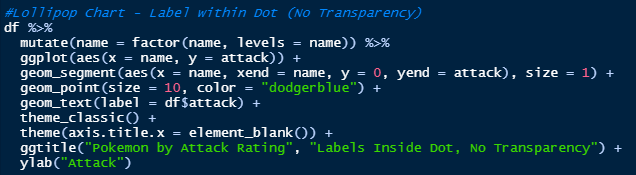 #Lollipop Chart - Label within Dot (No Transparency)
df %>%
  mutate(name = factor(name, levels = name)) %>%
  ggplot(aes(x = name, y = attack)) +
  geom_segment(aes(x = name, xend = name, y = 0, yend = attack), size = 1) +
  geom_point(size = 10, color = "dodgerblue") +
  geom_text(label = df$attack) +
  theme_classic() +
  theme(axis.title.x = element_blank()) +
  ggtitle("Pokemon by Attack Rating", "Labels Inside Dot, No Transparency") +
  ylab("Attack")